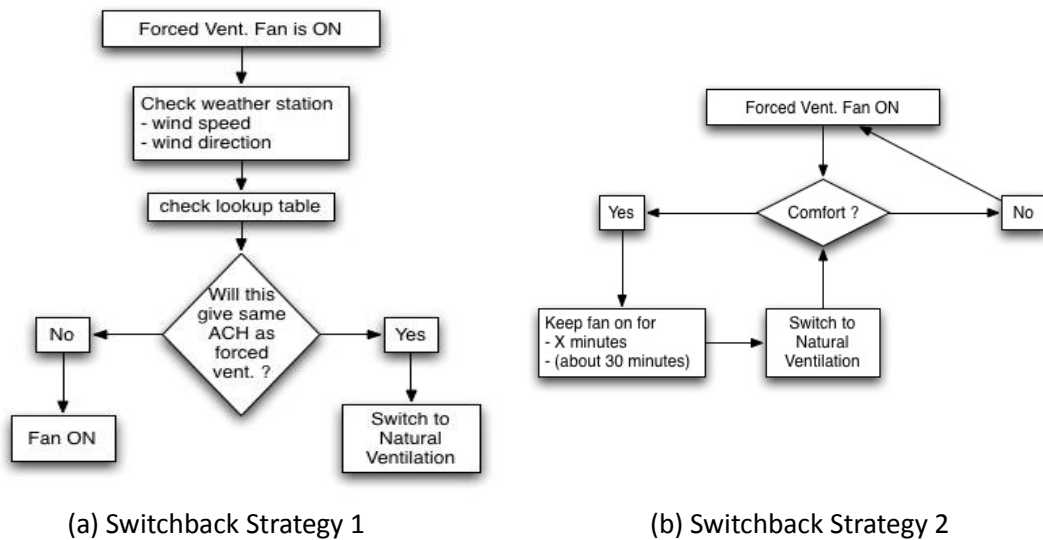 Forced Vent. Fan is ON
Check weather station
- wind speed
- wind direction
check lookup table
Will this
give same
ACH as
forced
vent. ?
No
Yes
Fan ON
Switch to
Natural
Ventilation
(a) Switchback Strategy 1
Forced Vent. Fan ON
Comfort ?
Yes
No
Keep fan on for
- X minutes
- (about 30 minutes)
Switch to
Natural
Ventilation
(b) Switchback Strategy 2